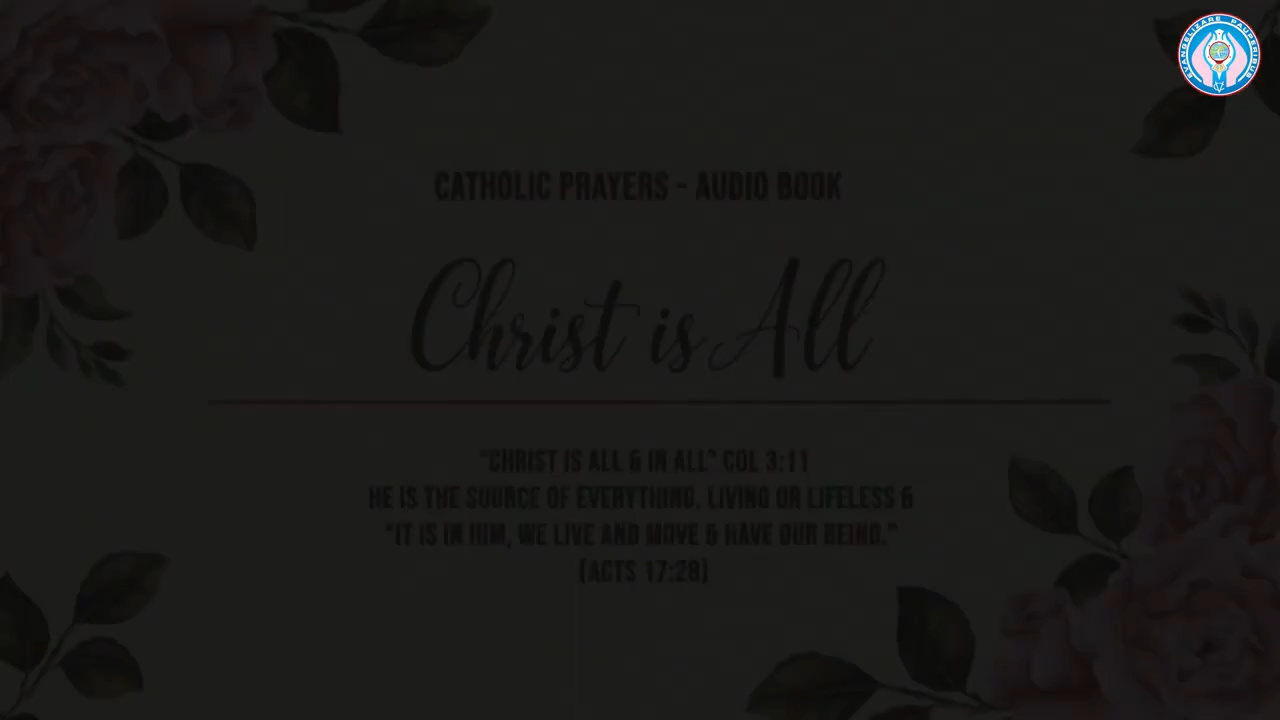 EVANGELIZARE PAUPERIBUS
CATHOLIC PRAYERS - AUDIO BOOK
Christ is All
"CHRIST IS ALL & IN ALL" COL 3:11
HE IS THE SOURCE OF EVERYTHING, LIVING OR LIFELESS &
"IT IS IN HIM, WE LIVE AND MOVE & HAVE OUR BEING."
(ACTS 17:28)